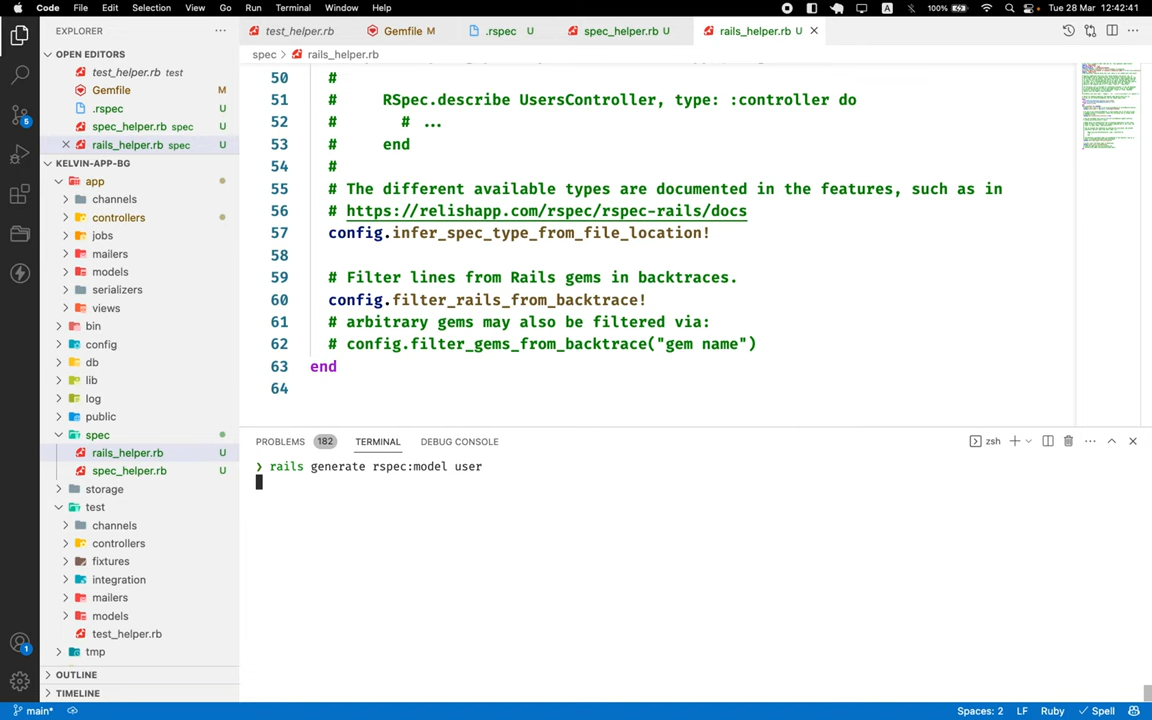 Code File Edit Selection View Go Run Terminal Window Help
A 100% Tue 28 Mar 12:42:41
EXPLORER
OPEN EDITORS
test_helper.rb test
Gemfile M
.rspec U
spec_helper.rb spec U
rails_helper.rb spec U
KELVIN-APP-BG
app
channels
controllers
jobs
mailers
models
serializers
views
bin
config
db
lib
log
public
spec
rails_helper.rb U
spec_helper.rb U
storage
test
channels
controllers
fixtures
integration
mailers
models
test_helper.rb
tmp
OUTLINE
TIMELINE
5
1
test_helper.rb Gemfile M .rspec U spec_helper.rb U rails_helper.rb U
spec > rails_helper.rb
50 #
51 # RSpec.describe UsersController, type: :controller do
52 # # ...
53 # end
54 #
55 # The different available types are documented in the features, such as in
56 # https://relishapp.com/rspec/rspec-rails/docs
57 config.infer_spec_type_from_file_location!
58
59 # Filter lines from Rails gems in backtraces.
60 config.filter_rails_from_backtrace!
61 # arbitrary gems may also be filtered via:
62 # config.filter_gems_from_backtrace("gem name")
63 end
64
PROBLEMS 182 TERMINAL DEBUG CONSOLE
zsh
❯ rails generate rspec:model user
main* Spaces: 2 LF Ruby Spell